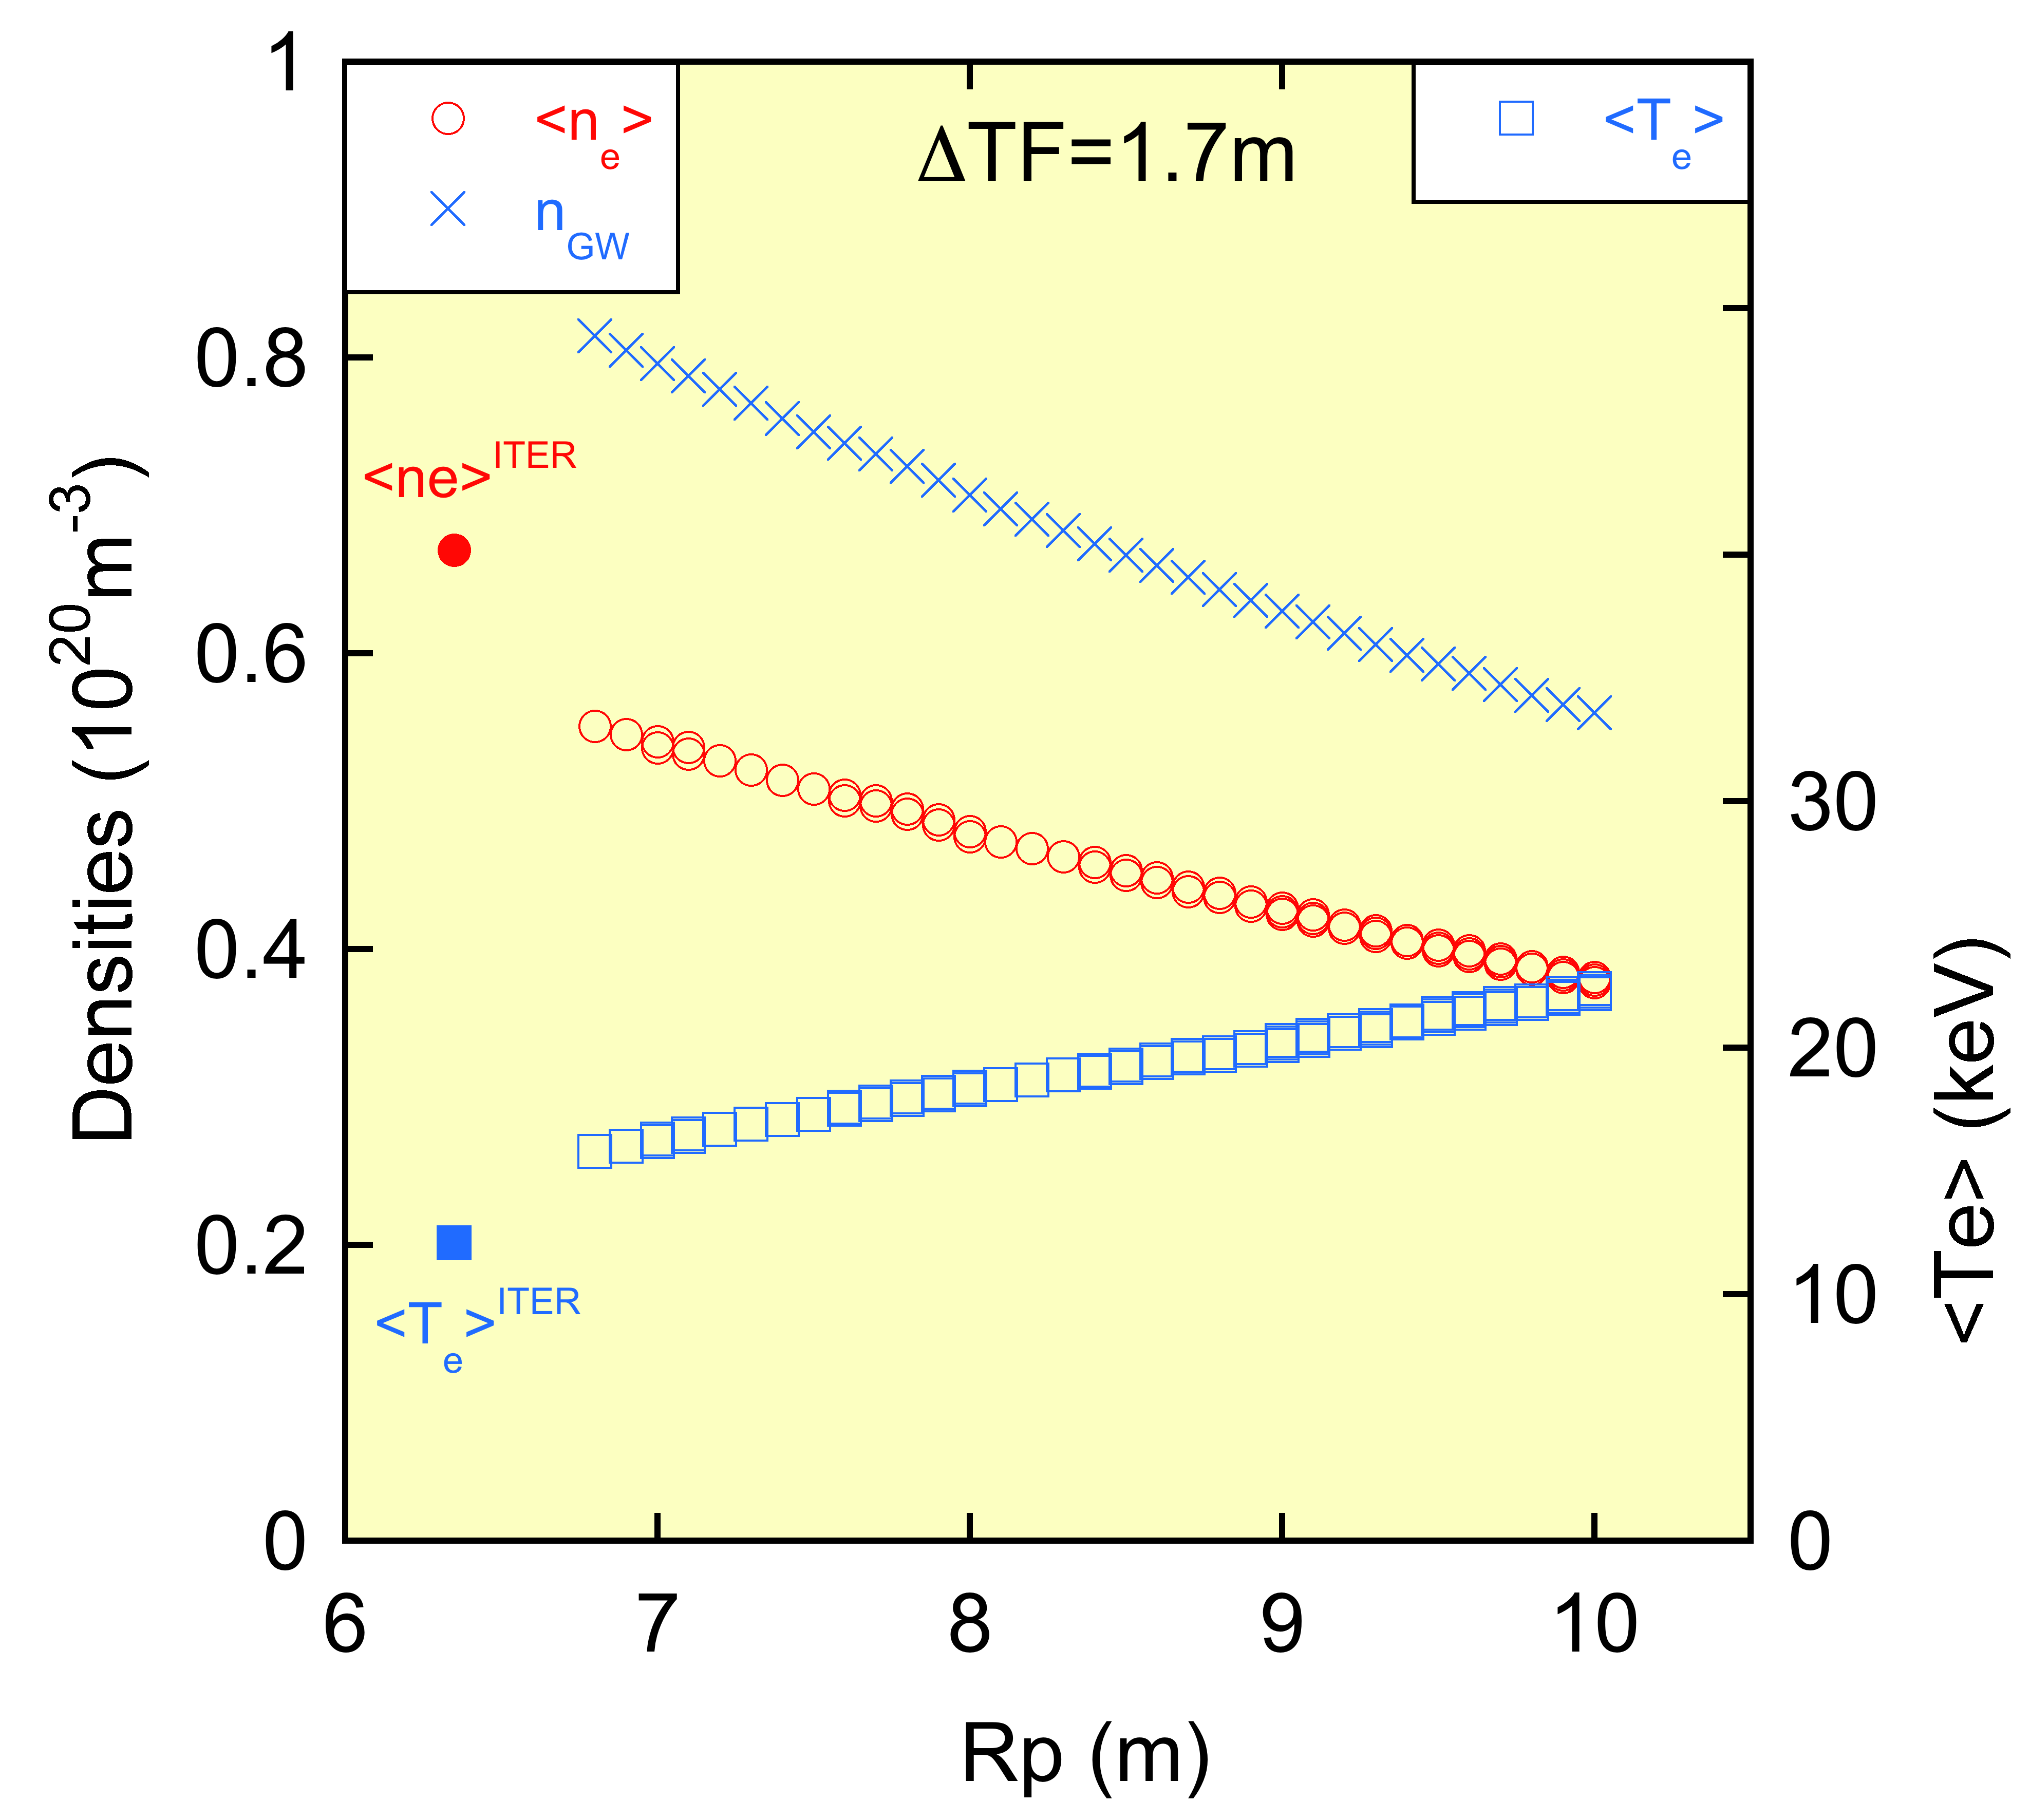 1
<n_e>
n_GW
ΔTF=1.7m
<T_e>
0.8
<ne>^ITER
0.6
0.4
0.2
0
<T_e>^ITER
Densities (10^20 m^-3)
30
20
10
0
<Te> (keV)
6 7 8 9 10
Rp (m)